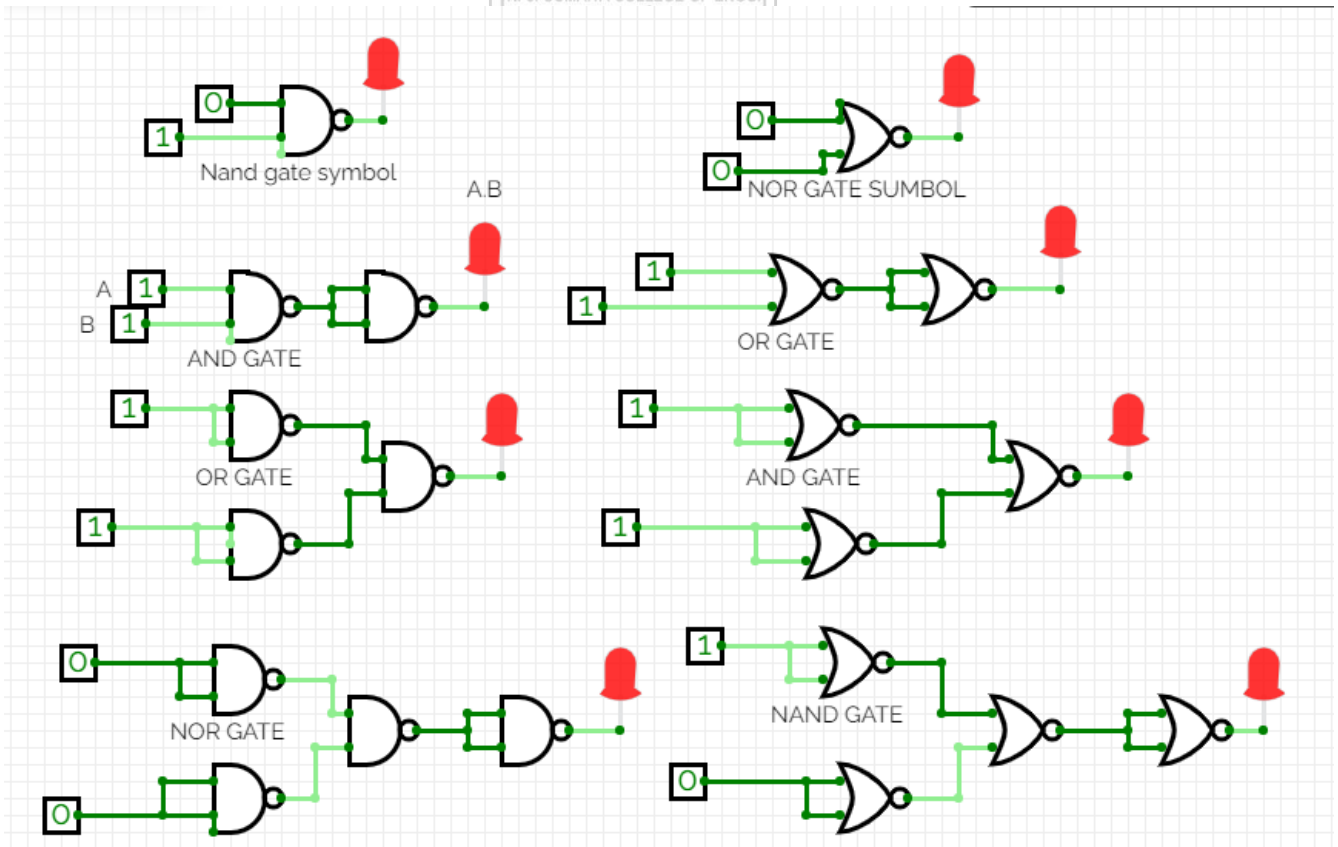 0
1
Nand gate symbol
A.B
0
0
NOR GATE SUMBOL
A 1
B 1
AND GATE
1
1
OR GATE
1
OR GATE
1
1
AND GATE
1
0
NOR GATE
0
1
NAND GATE
0